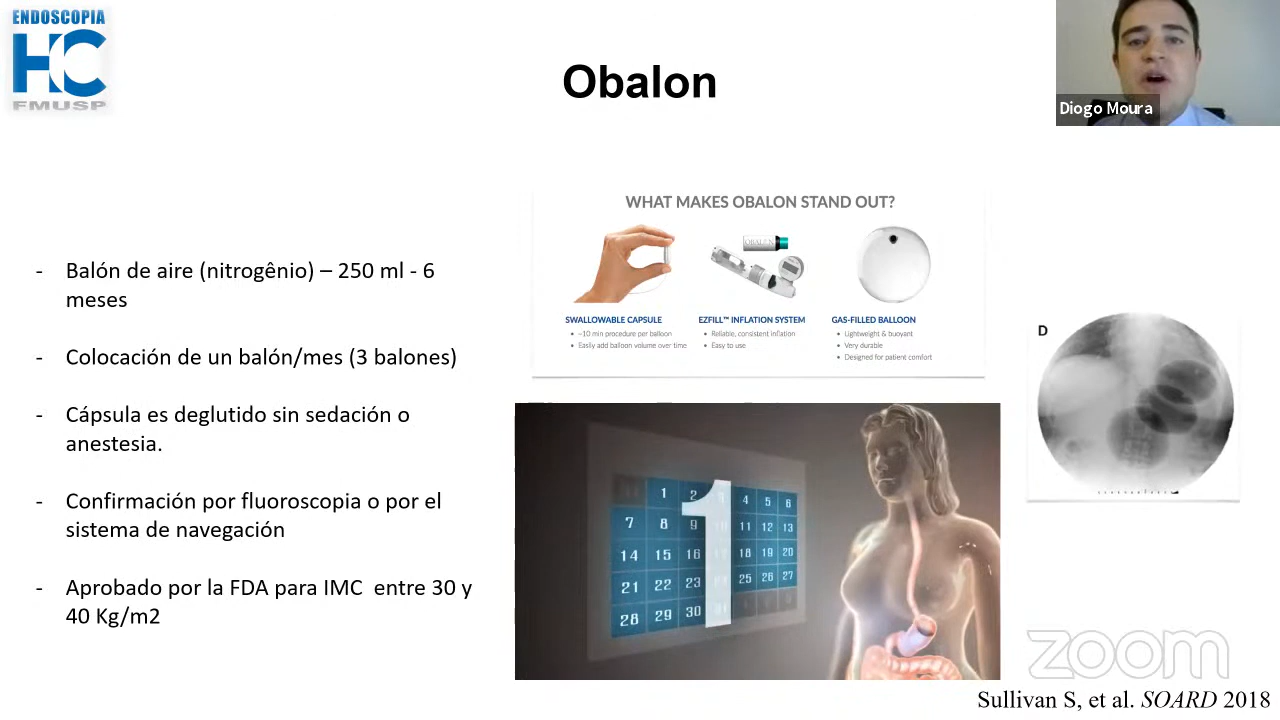 ENDOSCOPIA
HC
FMUSP
Obalon
Diogo Moura
- Balón de aire (nitrogênio) – 250 ml - 6
meses
- Colocación de un balón/mes (3 balones)
- Cápsula es deglutido sin sedación o
anestesia.
- Confirmación por fluoroscopia o por el
sistema de navegación
- Aprobado por la FDA para IMC entre 30 y
40 Kg/m2
WHAT MAKES OBALON STAND OUT?
OBALON
SWALLOWABLE CAPSULE
• ~10 min procedure per balloon
• Easily add balloon volume over time
EZFILL™ INFLATION SYSTEM
• Reliable, consistent inflation
• Easy to use
GAS-FILLED BALLOON
• Lightweight & buoyant
• Very durable
• Designed for patient comfort
D
1
1 2 4 5 6
7 8 9 11 12 13
14 15 16 18 19 20
21 22 23 25 26 27
28 29 30
zoom
Sullivan S, et al. SOARD 2018